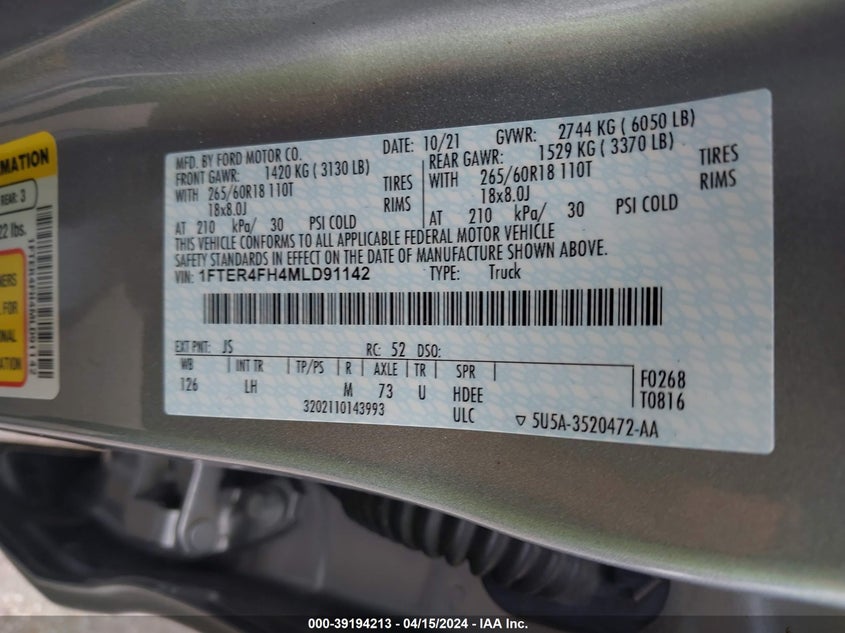 MFD. BY FORD MOTOR CO.
DATE: 10/21 GVWR: 2744 KG ( 6050 LB)
FRONT GAWR: 1420 KG ( 3130 LB)
REAR GAWR: 1529 KG ( 3370 LB)
WITH 265/60R18 110T TIRES
WITH 265/60R18 110T TIRES
18x8.0J RIMS
18x8.0J RIMS
AT 210 kPa/ 30 PSI COLD
AT 210 kPa/ 30 PSI COLD
THIS VEHICLE CONFORMS TO ALL APPLICABLE FEDERAL MOTOR VEHICLE
SAFETY STANDARDS IN EFFECT ON THE DATE OF MANUFACTURE SHOWN ABOVE.
VIN: 1FTER4FH4MLD91142 TYPE: Truck
EXT PNT: JS RC: 52 DSO:
WB INT TR TP/PS R AXLE TR SPR
126 LH M 73 U HDEE
F0268
T0816
3202110143993 ULC ▽ 5U5A-3520472-AA
REAR: 3
1FTER4FH4MLD91142
000-39194213 - 04/15/2024 - IAA Inc.